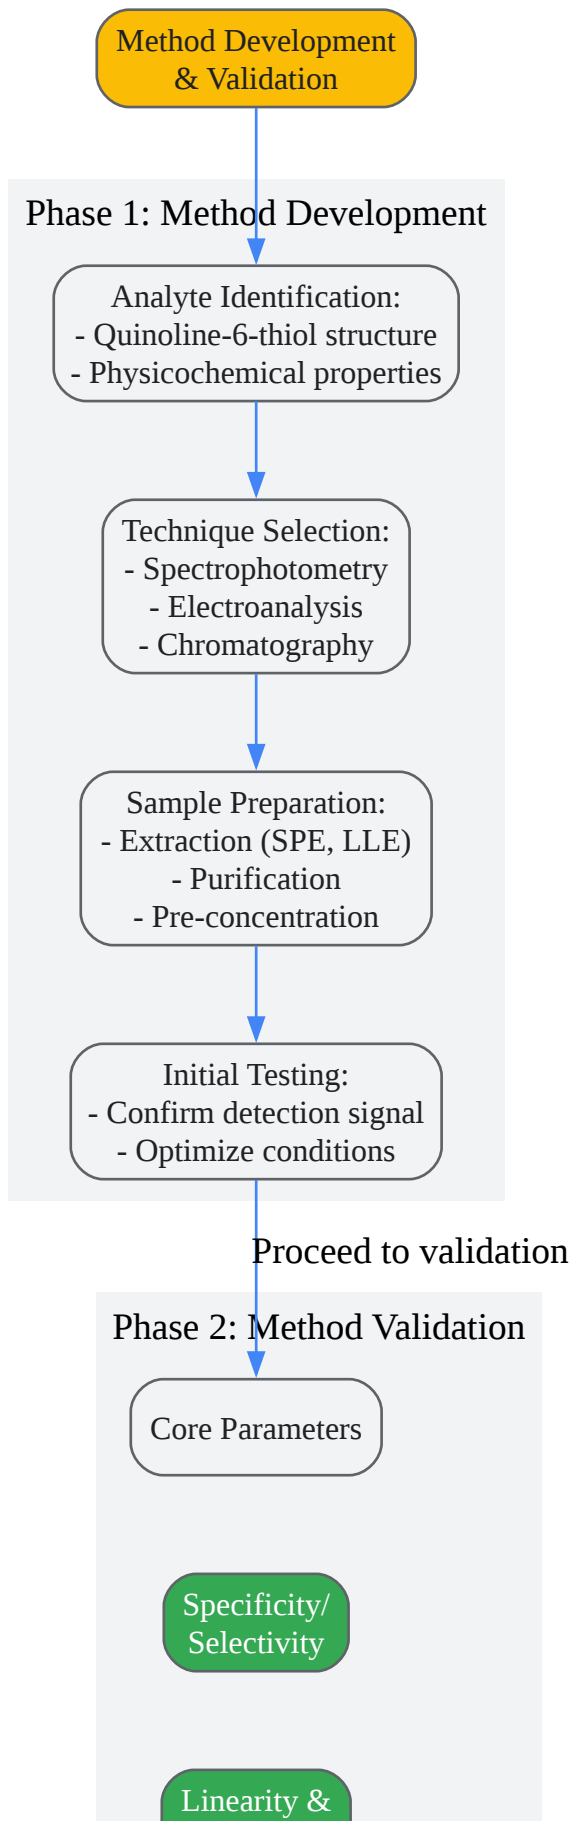 Method Development
& Validation
Phase 1: Method Development
Analyte Identification:
- Quinoline-6-thiol structure
- Physicochemical properties
Technique Selection:
- Spectrophotometry
- Electroanalysis
- Chromatography
Sample Preparation:
- Extraction (SPE, LLE)
- Purification
- Pre-concentration
Initial Testing:
- Confirm detection signal
- Optimize conditions
Proceed to validation
Phase 2: Method Validation
Core Parameters
Specificity/
Selectivity
Linearity &